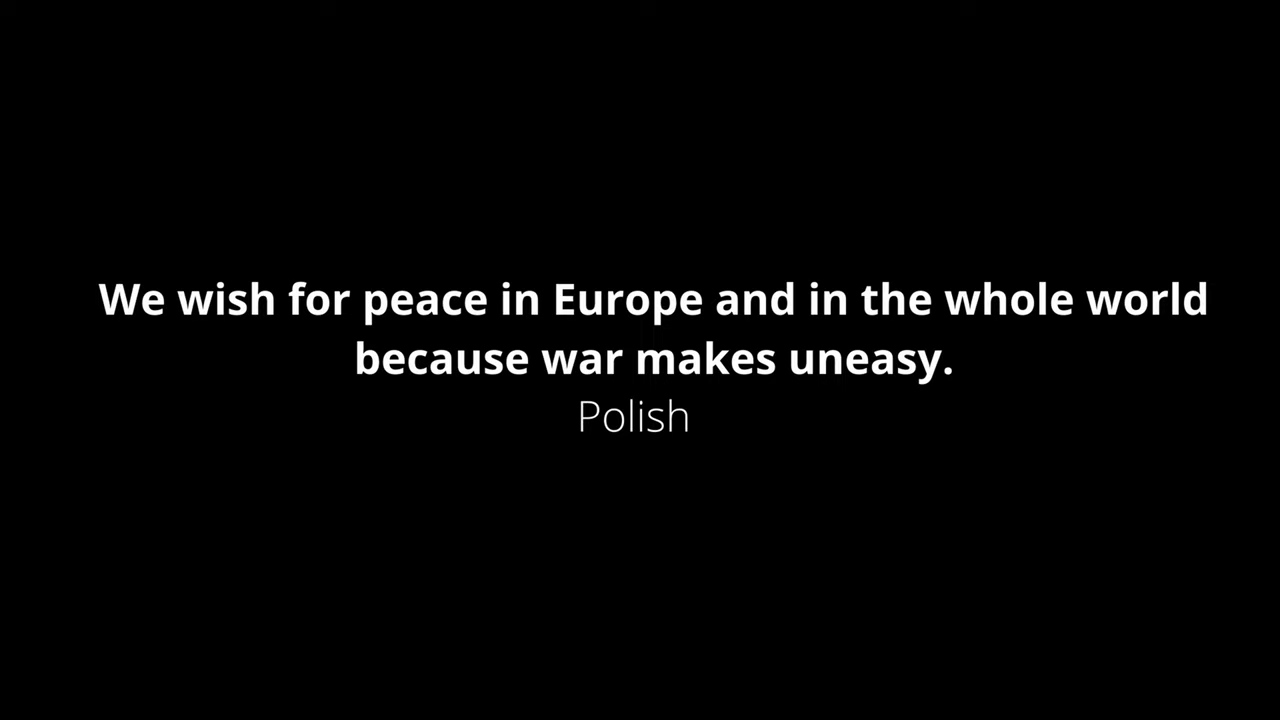 We wish for peace in Europe and in the whole world
because war makes uneasy.
Polish